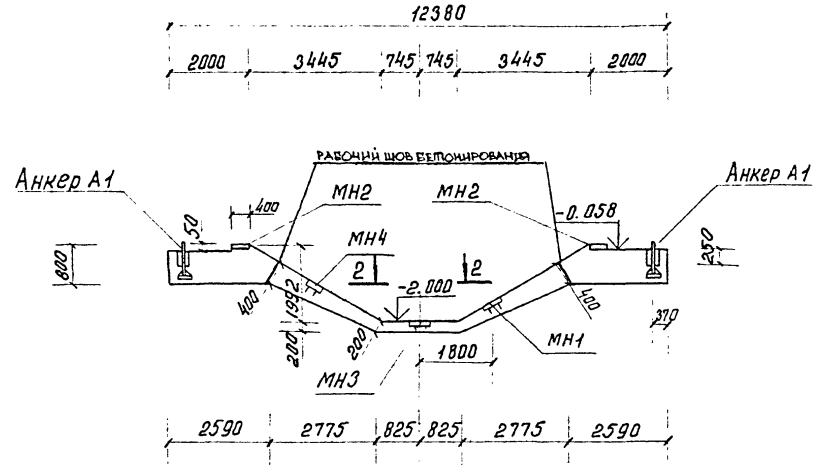 12380
2000 3445 745 745 3445 2000
РАБОЧИЙ ШОВ БЕТОНИРОВАНИЯ
Анкер А1
Анкер А1
МН2
МН2
400
50
-0.058
МН4
800
250
2
2
-2.000
400
400
1992
200
200
370
1800
МН1
МН3
2590 2775 825 825 2775 2590